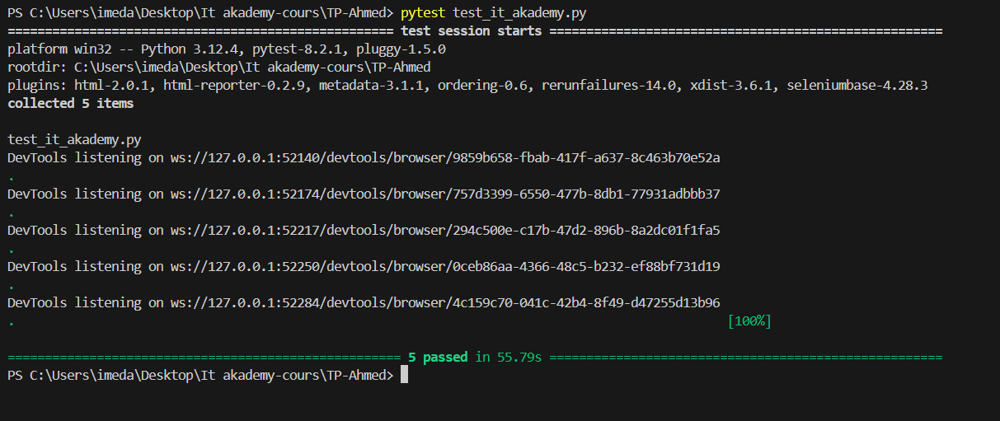 PS C:\Users\imeda\Desktop\It akademy-cours\TP-Ahmed> pytest test_it_akademy.py
==================================================== test session starts =====================================================
platform win32 -- Python 3.12.4, pytest-8.2.1, pluggy-1.5.0
rootdir: C:\Users\imeda\Desktop\It akademy-cours\TP-Ahmed
plugins: html-2.0.1, html-reporter-0.2.9, metadata-3.1.1, ordering-0.6, rerunfailures-14.0, xdist-3.6.1, seleniumbase-4.28.3
collected 5 items
test_it_akademy.py
DevTools listening on ws://127.0.0.1:52140/devtools/browser/9859b658-fbab-417f-a637-8c463b70e52a
.
DevTools listening on ws://127.0.0.1:52174/devtools/browser/757d3399-6550-477b-8db1-77931adbbb37
.
DevTools listening on ws://127.0.0.1:52217/devtools/browser/294c500e-c17b-47d2-896b-8a2dc01f1fa5
.
DevTools listening on ws://127.0.0.1:52250/devtools/browser/0ceb86aa-4366-48c5-b232-ef88bf731d19
.
DevTools listening on ws://127.0.0.1:52284/devtools/browser/4c159c70-041c-42b4-8f49-d47255d13b96
. [100%]
===================================================== 5 passed in 55.79s =====================================================
PS C:\Users\imeda\Desktop\It akademy-cours\TP-Ahmed>